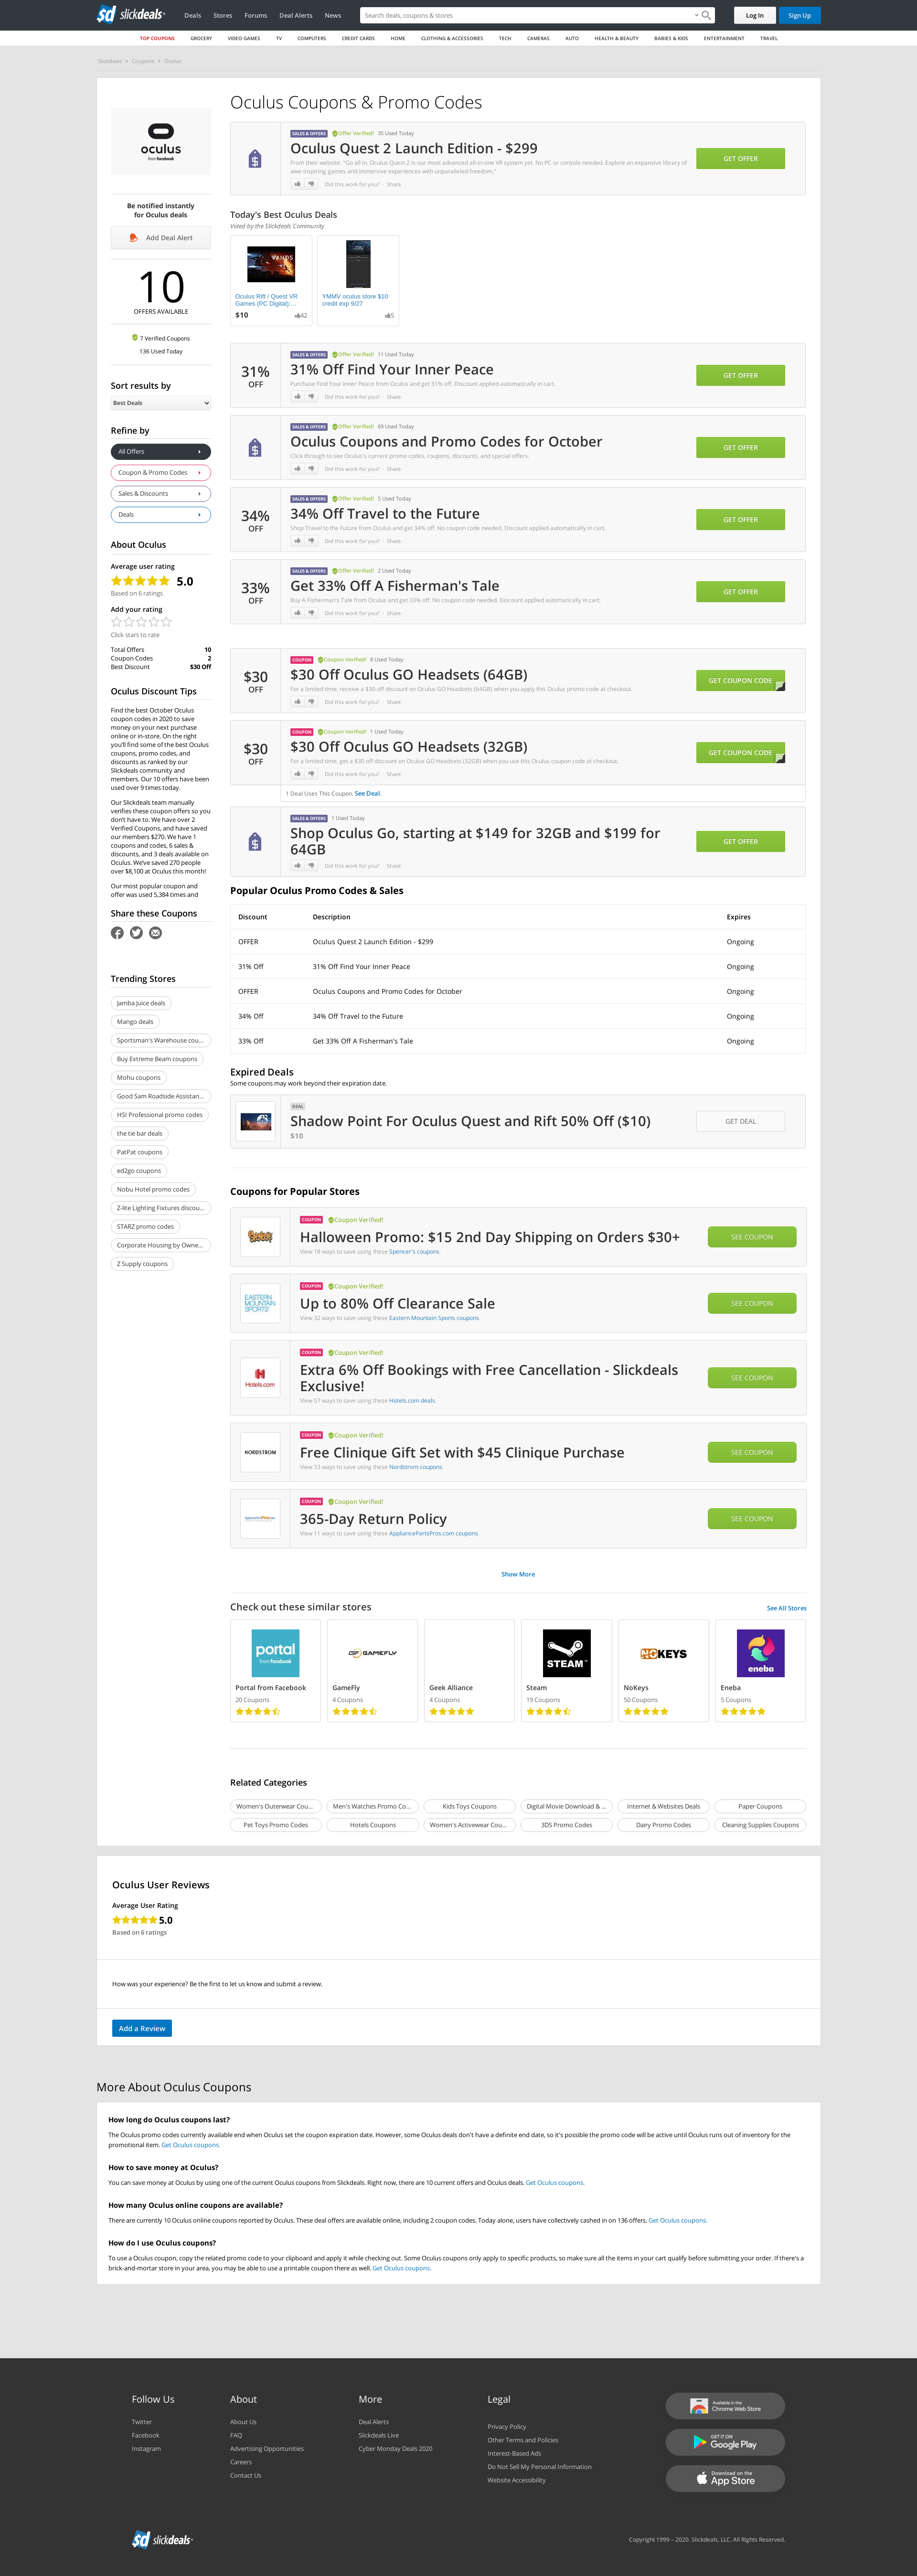 slickdeals
Deals Stores Forums Deal Alerts News
Search deals, coupons & stores
Log In Sign Up
TOP COUPONS GROCERY VIDEO GAMES TV COMPUTERS CREDIT CARDS HOME CLOTHING & ACCESSORIES TECH CAMERAS AUTO HEALTH & BEAUTY BABIES & KIDS ENTERTAINMENT TRAVEL
Slickdeals Coupons Oculus
oculus
from FACEBOOK
Be notified instantly
for Oculus deals
Add Deal Alert
10
OFFERS AVAILABLE
7 Verified Coupons
136 Used Today
Sort results by
Best Deals
Refine by
All Offers
Coupon & Promo Codes
Sales & Discounts
Deals
About Oculus
Average user rating
5.0
Based on 6 ratings
Add your rating
Click stars to rate
Total Offers 10
Coupon Codes 2
Best Discount $30 Off
Oculus Discount Tips
Find the best October Oculus
coupon codes in 2020 to save
money on your next purchase
online or in-store. On the right
you'll find some of the best Oculus
coupons, promo codes, and
discounts as ranked by our
Slickdeals community and
members. Our 10 offers have been
used over 9 times today.
Our Slickdeals team manually
verifies these coupon offers so you
don't have to. We have over 2
Verified Coupons, and have saved
our members $270. We have 1
coupons and codes, 6 sales &
discounts, and 3 deals available on
Oculus. We've saved 270 people
over $8,100 at Oculus this month!
Our most popular coupon and
offer was used 5,384 times and
Share these Coupons
Trending Stores
Jamba Juice deals
Mango deals
Sportsman's Warehouse cou...
Buy Extreme Beam coupons
Mohu coupons
Good Sam Roadside Assistan...
HSI Professional promo codes
the tie bar deals
PatPat coupons
ed2go coupons
Nobu Hotel promo codes
Z-lite Lighting Fixtures discou...
STARZ promo codes
Corporate Housing by Owne...
Z Supply coupons
Oculus Coupons & Promo Codes
SALES & OFFERS Offer Verified! 35 Used Today
Oculus Quest 2 Launch Edition - $299
From their website: "Go all in. Oculus Quest 2 is our most advanced all-in-one VR system yet. No PC or console needed. Explore an expansive library of
awe-inspiring games and immersive experiences with unparalleled freedom."
Did this work for you? · Share
GET OFFER
Today's Best Oculus Deals
Voted by the Slickdeals Community
Oculus Rift / Quest VR
Games (PC Digital):...
$10 42
YMMV oculus store $10
credit exp 9/27
5
31%
OFF
SALES & OFFERS Offer Verified! 11 Used Today
31% Off Find Your Inner Peace
Purchase Find Your Inner Peace from Oculus and get 31% off. Discount applied automatically in cart.
Did this work for you? · Share
GET OFFER
SALES & OFFERS Offer Verified! 69 Used Today
Oculus Coupons and Promo Codes for October
Click through to see Oculus's current promo codes, coupons, discounts, and special offers.
Did this work for you? · Share
GET OFFER
34%
OFF
SALES & OFFERS Offer Verified! 5 Used Today
34% Off Travel to the Future
Shop Travel to the Future from Oculus and get 34% off. No coupon code needed. Discount applied automatically in cart.
Did this work for you? · Share
GET OFFER
33%
OFF
SALES & OFFERS Offer Verified! 2 Used Today
Get 33% Off A Fisherman's Tale
Buy A Fisherman's Tale from Oculus and get 33% off. No coupon code needed. Discount applied automatically in cart.
Did this work for you? · Share
GET OFFER
$30
OFF
COUPON Coupon Verified! 8 Used Today
$30 Off Oculus GO Headsets (64GB)
For a limited time, receive a $30 off discount on Oculus GO Headsets (64GB) when you apply this Oculus promo code at checkout.
Did this work for you? · Share
GET COUPON CODE
$30
OFF
COUPON Coupon Verified! 1 Used Today
$30 Off Oculus GO Headsets (32GB)
For a limited time, get a $30 off discount on Oculus GO Headsets (32GB) when you use this Oculus coupon code at checkout.
Did this work for you? · Share
GET COUPON CODE
1 Deal Uses This Coupon. See Deal.
SALES & OFFERS 1 Used Today
Shop Oculus Go, starting at $149 for 32GB and $199 for
64GB
Did this work for you? · Share
GET OFFER
Popular Oculus Promo Codes & Sales
Discount Description Expires
OFFER Oculus Quest 2 Launch Edition - $299 Ongoing
31% Off 31% Off Find Your Inner Peace Ongoing
OFFER Oculus Coupons and Promo Codes for October Ongoing
34% Off 34% Off Travel to the Future Ongoing
33% Off Get 33% Off A Fisherman's Tale Ongoing
Expired Deals
Some coupons may work beyond their expiration date.
DEAL
Shadow Point For Oculus Quest and Rift 50% Off ($10)
$10
GET DEAL
Coupons for Popular Stores
COUPON Coupon Verified!
Halloween Promo: $15 2nd Day Shipping on Orders $30+
View 18 ways to save using these Spencer's coupons.
SEE COUPON
EASTERN
MOUNTAIN
SPORTS
COUPON Coupon Verified!
Up to 80% Off Clearance Sale
View 32 ways to save using these Eastern Mountain Sports coupons.
SEE COUPON
Hotels.com
COUPON Coupon Verified!
Extra 6% Off Bookings with Free Cancellation - Slickdeals
Exclusive!
View 57 ways to save using these Hotels.com deals.
SEE COUPON
NORDSTROM
COUPON Coupon Verified!
Free Clinique Gift Set with $45 Clinique Purchase
View 33 ways to save using these Nordstrom coupons.
SEE COUPON
COUPON Coupon Verified!
365-Day Return Policy
View 11 ways to save using these AppliancePartsPros.com coupons.
SEE COUPON
Show More
Check out these similar stores
See All Stores
portal
from facebook
Portal from Facebook
20 Coupons
GAMEFLY
GameFly
4 Coupons
Geek Alliance
4 Coupons
STEAM
Steam
19 Coupons
NOKEYS
NoKeys
50 Coupons
eneba
Eneba
5 Coupons
Related Categories
Women's Outerwear Cou... Men's Watches Promo Co... Kids Toys Coupons Digital Movie Download & ... Internet & Websites Deals Paper Coupons
Pet Toys Promo Codes Hotels Coupons Women's Activewear Cou... 3DS Promo Codes Dairy Promo Codes Cleaning Supplies Coupons
Oculus User Reviews
Average User Rating
5.0
Based on 6 ratings
How was your experience? Be the first to let us know and submit a review.
Add a Review
More About Oculus Coupons
How long do Oculus coupons last?
The Oculus promo codes currently available end when Oculus set the coupon expiration date. However, some Oculus deals don't have a definite end date, so it's possible the promo code will be active until Oculus runs out of inventory for the
promotional item. Get Oculus coupons.
How to save money at Oculus?
You can save money at Oculus by using one of the current Oculus coupons from Slickdeals. Right now, there are 10 current offers and Oculus deals. Get Oculus coupons.
How many Oculus online coupons are available?
There are currently 10 Oculus online coupons reported by Oculus. These deal offers are available online, including 2 coupon codes. Today alone, users have collectively cashed in on 136 offers. Get Oculus coupons.
How do I use Oculus coupons?
To use a Oculus coupon, copy the related promo code to your clipboard and apply it while checking out. Some Oculus coupons only apply to specific products, so make sure all the items in your cart qualify before submitting your order. If there's a
brick-and-mortar store in your area, you may be able to use a printable coupon there as well. Get Oculus coupons.
Follow Us
Twitter
Facebook
Instagram
About
About Us
FAQ
Advertising Opportunities
Careers
Contact Us
More
Deal Alerts
Slickdeals Live
Cyber Monday Deals 2020
Legal
Privacy Policy
Other Terms and Policies
Interest-Based Ads
Do Not Sell My Personal Information
Website Accessibility
Available in the
Chrome Web Store
GET IT ON
Google Play
Download on the
App Store
slickdeals
Copyright 1999 – 2020. Slickdeals, LLC. All Rights Reserved.